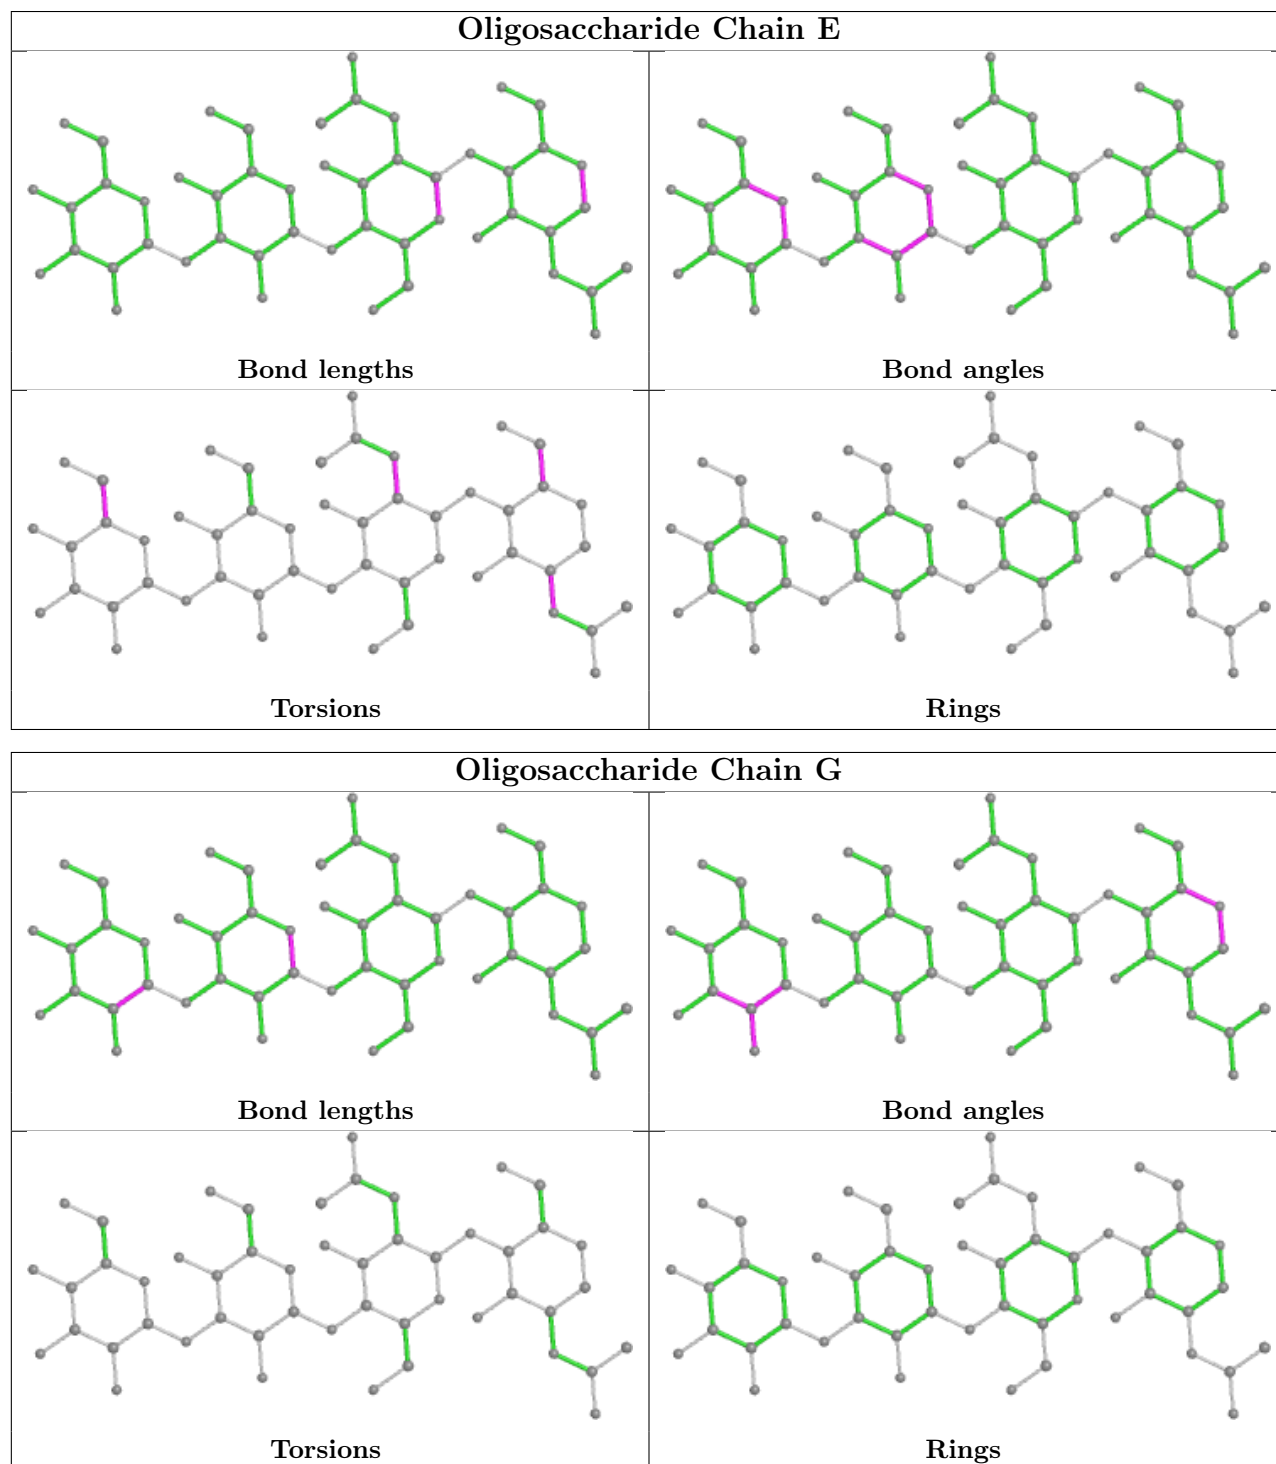 Oligosaccharide Chain E
Bond lengths
Bond angles
Torsions
Rings
Oligosaccharide Chain G
Bond lengths
Bond angles
Torsions
Rings